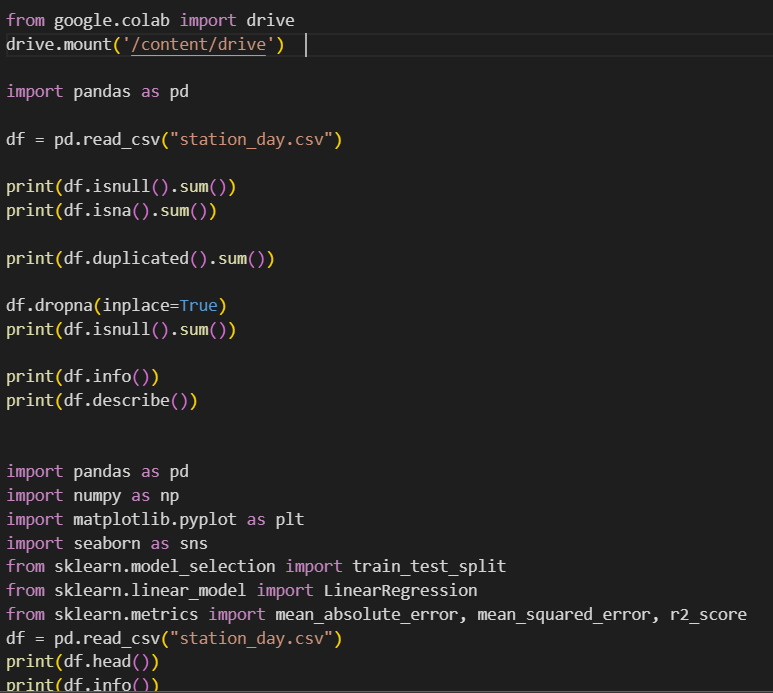 from google.colab import drive
drive.mount('/content/drive')
import pandas as pd
df = pd.read_csv("station_day.csv")
print(df.isnull().sum())
print(df.isna().sum())
print(df.duplicated().sum())
df.dropna(inplace=True)
print(df.isnull().sum())
print(df.info())
print(df.describe())
import pandas as pd
import numpy as np
import matplotlib.pyplot as plt
import seaborn as sns
from sklearn.model_selection import train_test_split
from sklearn.linear_model import LinearRegression
from sklearn.metrics import mean_absolute_error, mean_squared_error, r2_score
df = pd.read_csv("station_day.csv")
print(df.head())
print(df.info())